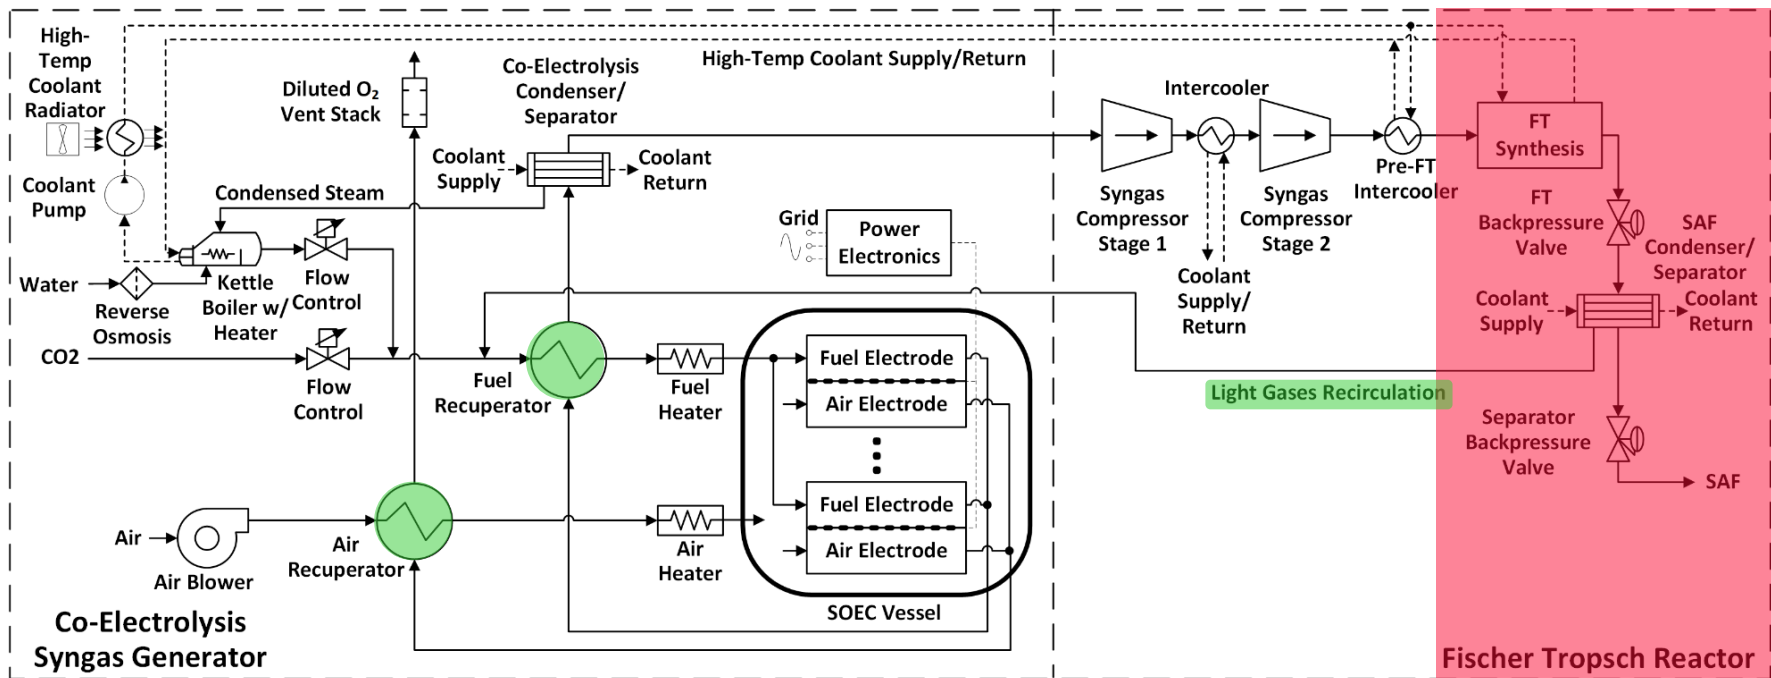 High-
Temp
Coolant
Radiator
Diluted O₂
Vent Stack
Co-Electrolysis
Condenser/
Separator
High-Temp Coolant Supply/Return
Intercooler
FT
Synthesis
Coolant
Supply
Coolant
Return
Pre-FT
Intercooler
Coolant
Pump
Condensed Steam
Syngas
Compressor
Stage 1
Syngas
Compressor
Stage 2
FT
Backpressure
Valve
SAF
Condenser/
Separator
Grid
Power
Electronics
Water
Reverse
Osmosis
Kettle
Boiler w/
Heater
Flow
Control
Coolant
Supply/
Return
Coolant
Supply
Coolant
Return
CO2
Flow
Control
Fuel
Recuperator
Fuel
Heater
Fuel Electrode
Air Electrode
Light Gases Recirculation
Separator
Backpressure
Valve
SAF
Fuel Electrode
Air Electrode
Air
Air Blower
Air
Recuperator
Air
Heater
SOEC Vessel
Co-Electrolysis
Syngas Generator
Fischer Tropsch Reactor